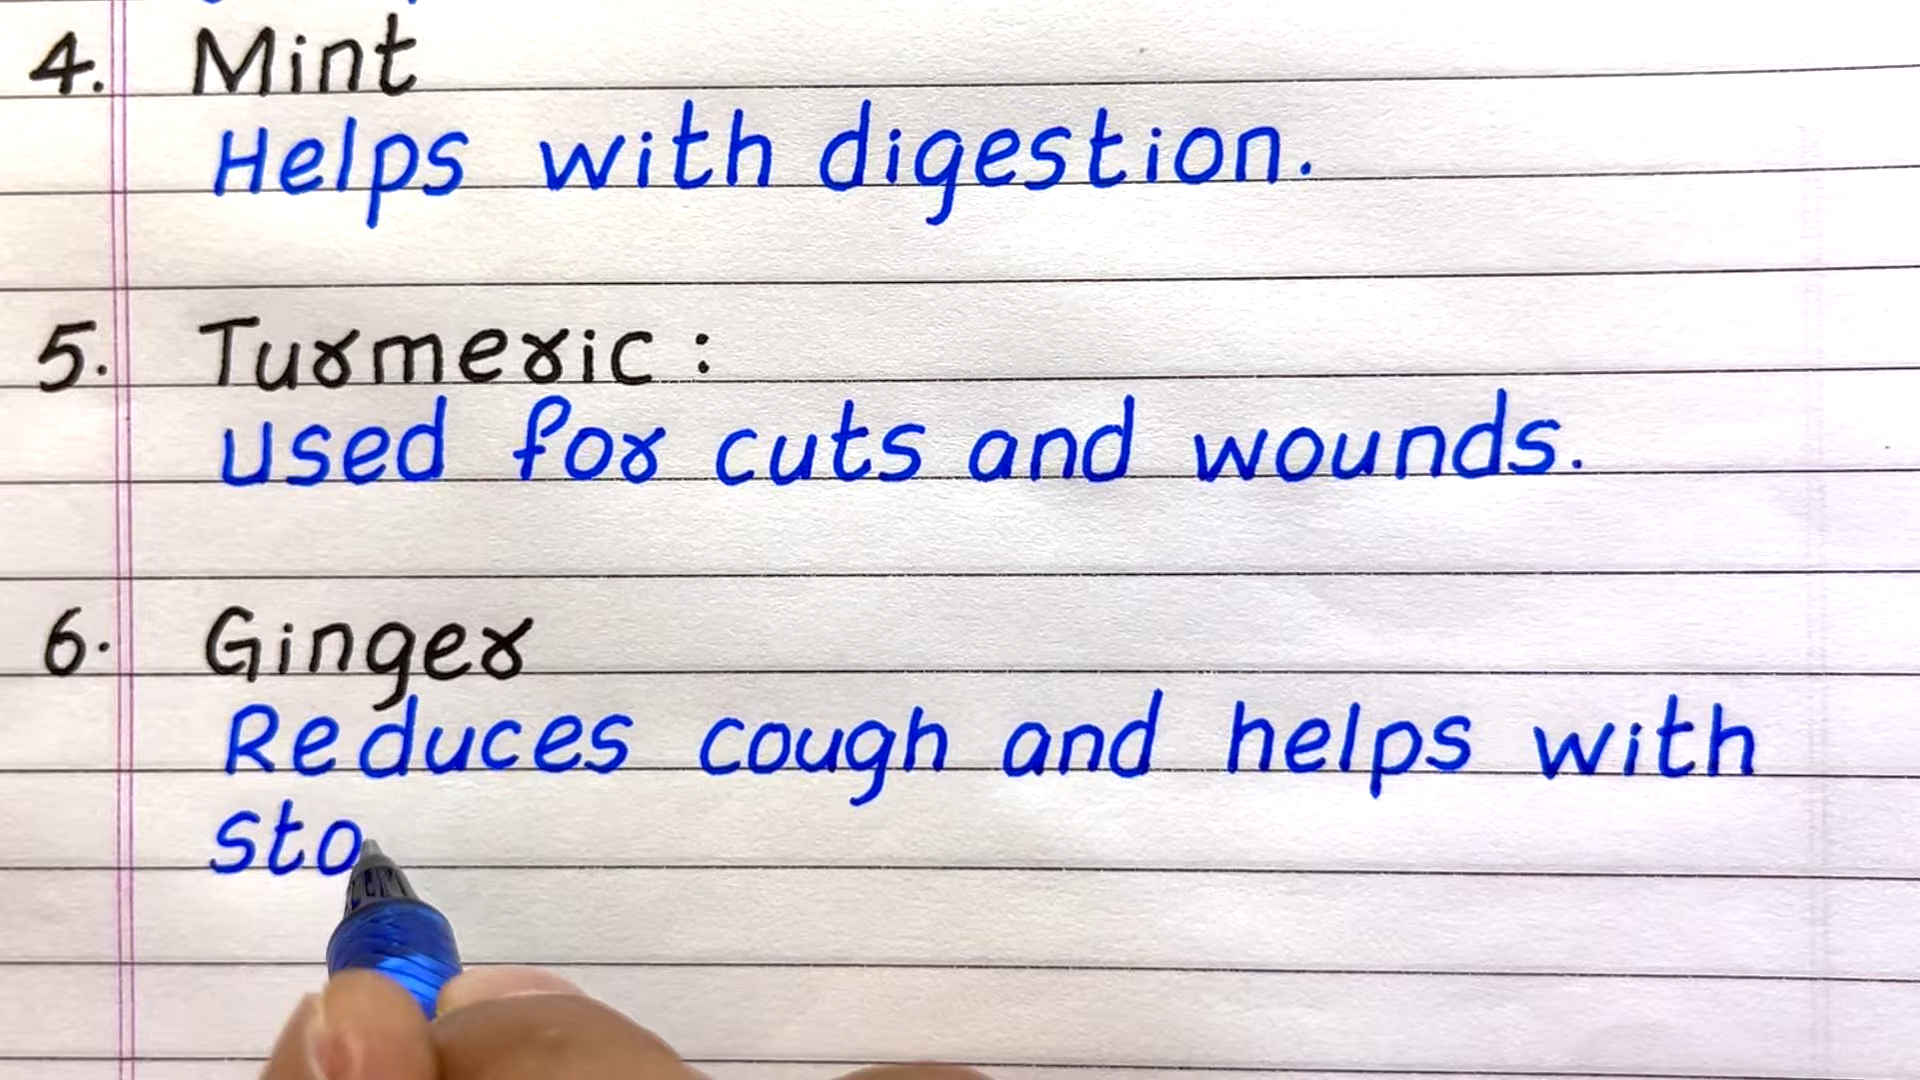 4. Mint
Helps with digestion.
5. Turmeric :
used for cuts and wounds.
6. Ginger
Reduces cough and helps with
sto